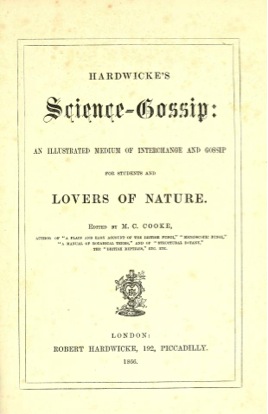 HARDWICKE'S
Science-Gossip:
AN ILLUSTRATED MEDIUM OF INTERCHANGE AND GOSSIP
FOR STUDENTS AND
LOVERS OF NATURE.
EDITED BY M. C. COOKE,
AUTHOR OF "A PLAIN AND EASY ACCOUNT OF THE BRITISH FUNGI," "MICROSCOPIC FUNGI,"
"A MANUAL OF BOTANICAL TERMS," AND OF "STRUCTURAL BOTANY,"
THE "BRITISH REPTILES," ETC. ETC.
LONDON:
ROBERT HARDWICKE, 192, PICCADILLY.
1866.